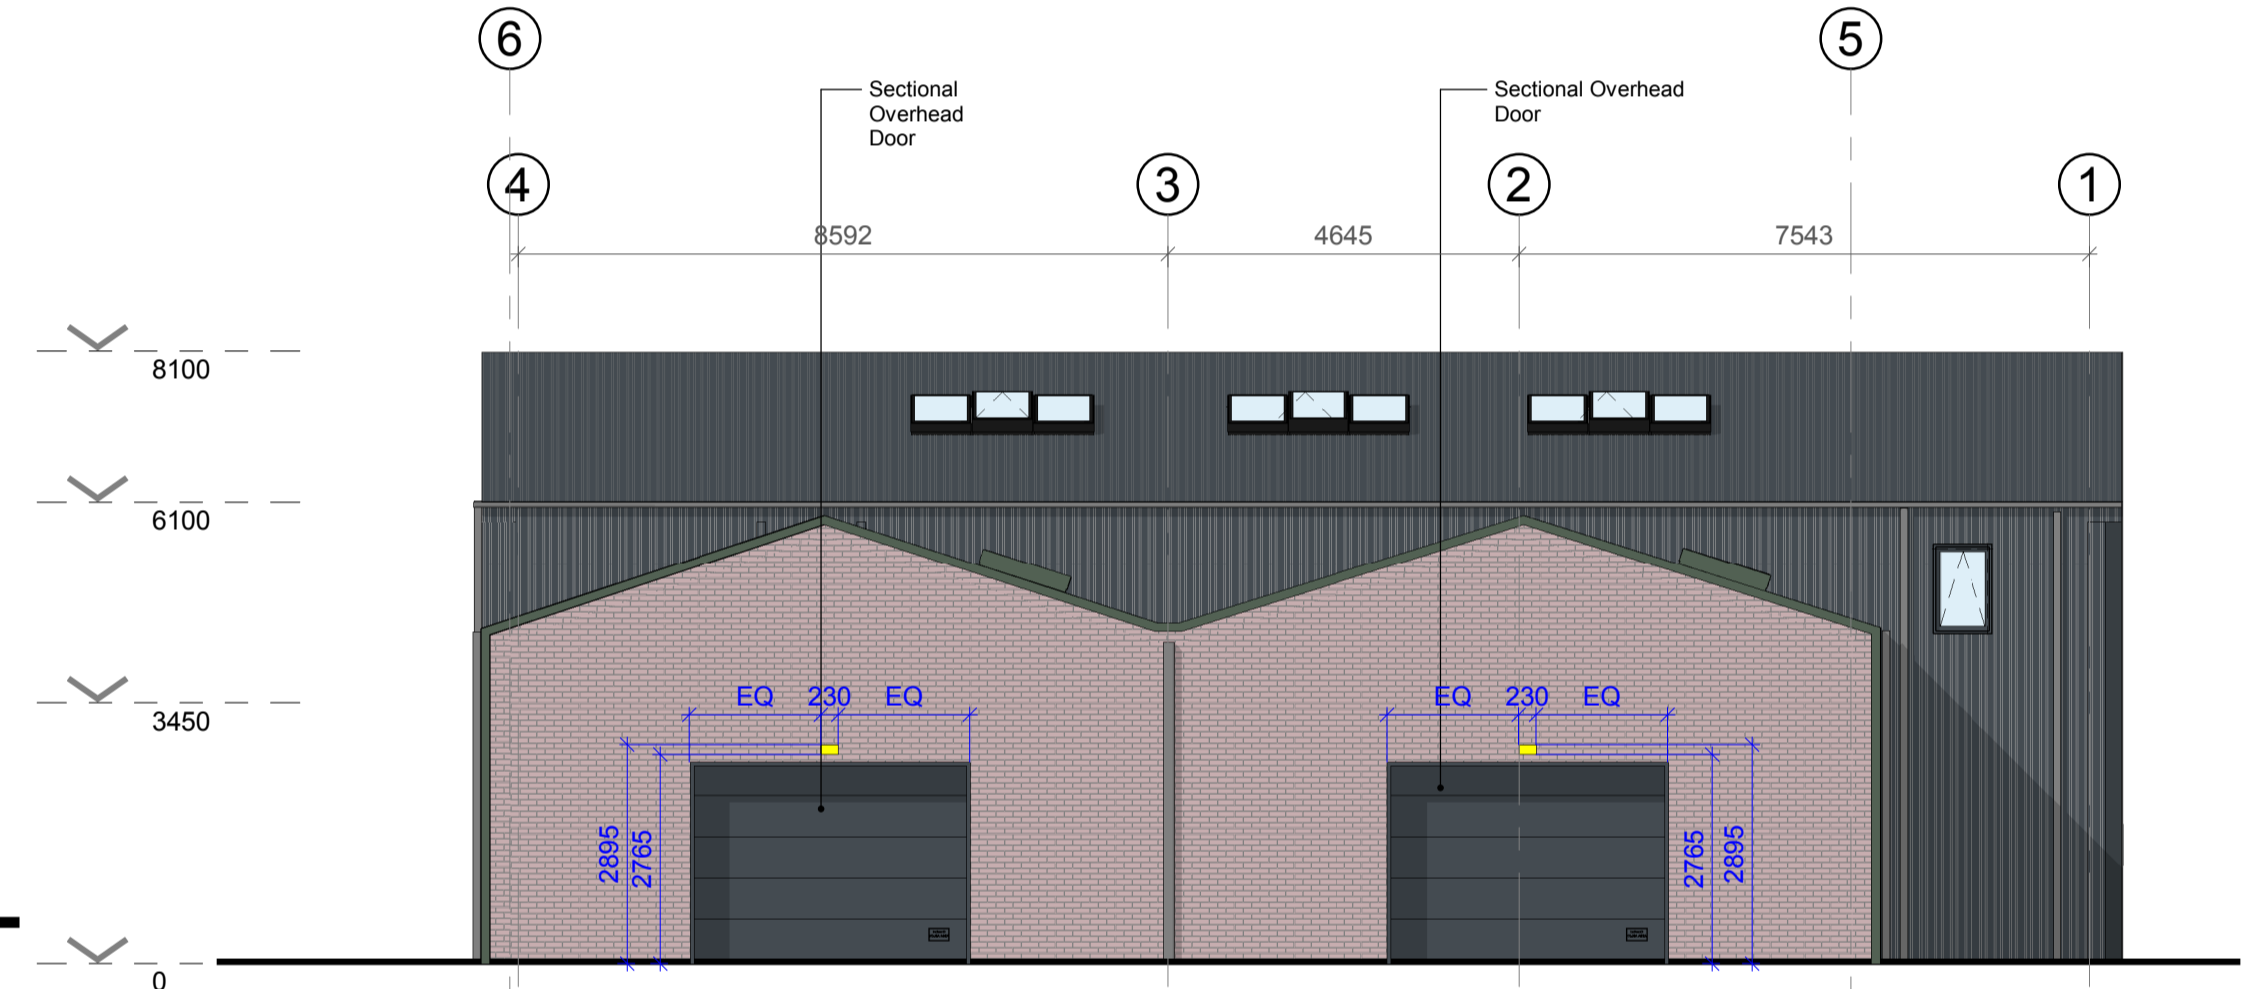 6
5
Sectional
Overhead
Door
Sectional Overhead
Door
4
3
2
1
8592
4645
7543
8100
6100
3450
0
EQ 230 EQ
EQ 230 EQ
2895
2765
2765
2895